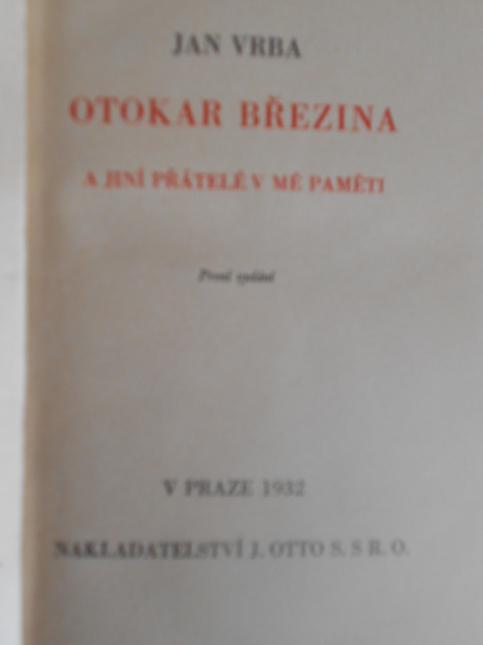 JAN VRBA
OTOKAR BŘEZINA
A JINÍ PŘÁTELÉ V MÉ PAMĚTI
První vydání
V PRAZE 1932
NAKLADATELSTVÍ J. OTTO S. S R. O.